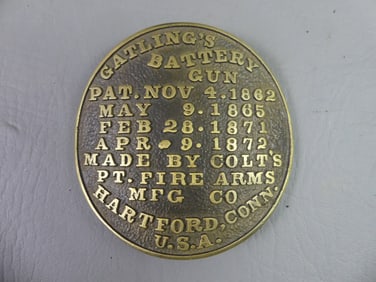 GATLING'S
BATTERY
GUN
PAT. NOV 4. 1862
MAY 9. 1865
FEB 28. 1871
APR. 9. 1872
MADE BY COLT'S
PT. FIRE ARMS
MFG CO
HARTFORD, CONN.
U.S.A.